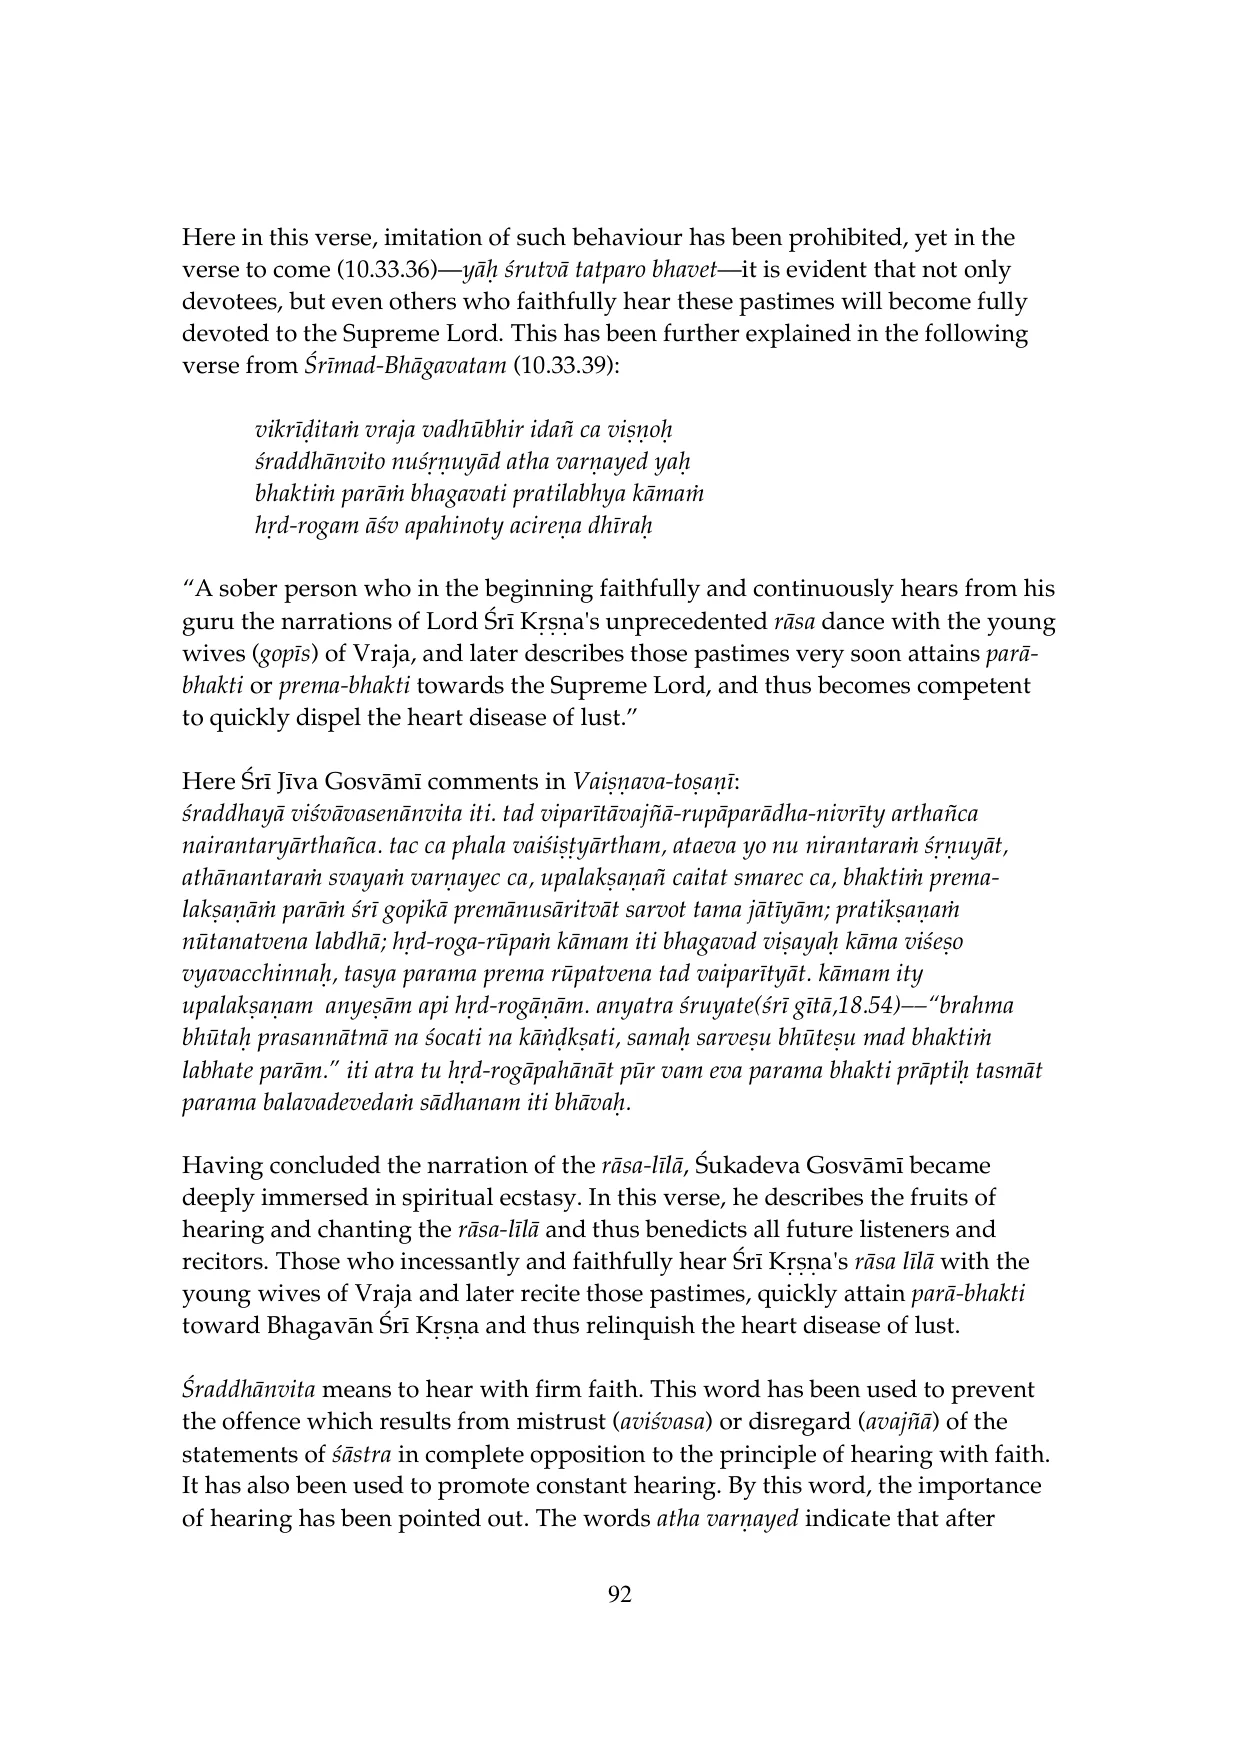 Here in this verse, imitation of such behaviour has been prohibited, yet in the
verse to come (10.33.36)—yāḥ śrutvā tatparo bhavet—it is evident that not only
devotees, but even others who faithfully hear these pastimes will become fully
devoted to the Supreme Lord. This has been further explained in the following
verse from Śrīmad-Bhāgavatam (10.33.39):
vikrīḍitaṁ vraja vadhūbhir idañ ca viṣṇoḥ
śraddhānvito nuśṛṇuyād atha varṇayed yaḥ
bhaktiṁ parāṁ bhagavati pratilabhya kāmaṁ
hṛd-rogam āśv apahinoty acireṇa dhīraḥ
“A sober person who in the beginning faithfully and continuously hears from his
guru the narrations of Lord Śrī Kṛṣṇa's unprecedented rāsa dance with the young
wives (gopīs) of Vraja, and later describes those pastimes very soon attains parā-
bhakti or prema-bhakti towards the Supreme Lord, and thus becomes competent
to quickly dispel the heart disease of lust.”
Here Śrī Jīva Gosvāmī comments in Vaiṣṇava-toṣaṇī:
śraddhayā viśvāvasenānvita iti. tad viparītāvajñā-rupāparādha-nivrīty arthañca
nairantaryārthañca. tac ca phala vaiśiṣṭyārtham, ataeva yo nu nirantaraṁ śṛṇuyāt,
athānantaraṁ svayaṁ varṇayec ca, upalakṣaṇañ caitat smarec ca, bhaktiṁ prema-
lakṣaṇāṁ parāṁ śrī gopikā premānusāritvāt sarvot tama jātīyām; pratikṣaṇaṁ
nūtanatvena labdhā; hṛd-roga-rūpaṁ kāmam iti bhagavad viṣayaḥ kāma viśeṣo
vyavacchinnaḥ, tasya parama prema rūpatvena tad vaiparītyāt. kāmam ity
upalakṣaṇam  anyeṣām api hṛd-rogāṇām. anyatra śruyate(śrī gītā,18.54)––“brahma
bhūtaḥ prasannātmā na śocati na kāṅḍkṣati, samaḥ sarveṣu bhūteṣu mad bhaktiṁ
labhate parām.” iti atra tu hṛd-rogāpahānāt pūr vam eva parama bhakti prāptiḥ tasmāt
parama balavadevedaṁ sādhanam iti bhāvaḥ.
Having concluded the narration of the rāsa-līlā, Śukadeva Gosvāmī became
deeply immersed in spiritual ecstasy. In this verse, he describes the fruits of
hearing and chanting the rāsa-līlā and thus benedicts all future listeners and
recitors. Those who incessantly and faithfully hear Śrī Kṛṣṇa's rāsa līlā with the
young wives of Vraja and later recite those pastimes, quickly attain parā-bhakti
toward Bhagavān Śrī Kṛṣṇa and thus relinquish the heart disease of lust.
Śraddhānvita means to hear with firm faith. This word has been used to prevent
the offence which results from mistrust (aviśvasa) or disregard (avajñā) of the
statements of śāstra in complete opposition to the principle of hearing with faith.
It has also been used to promote constant hearing. By this word, the importance
of hearing has been pointed out. The words atha varṇayed indicate that after
92